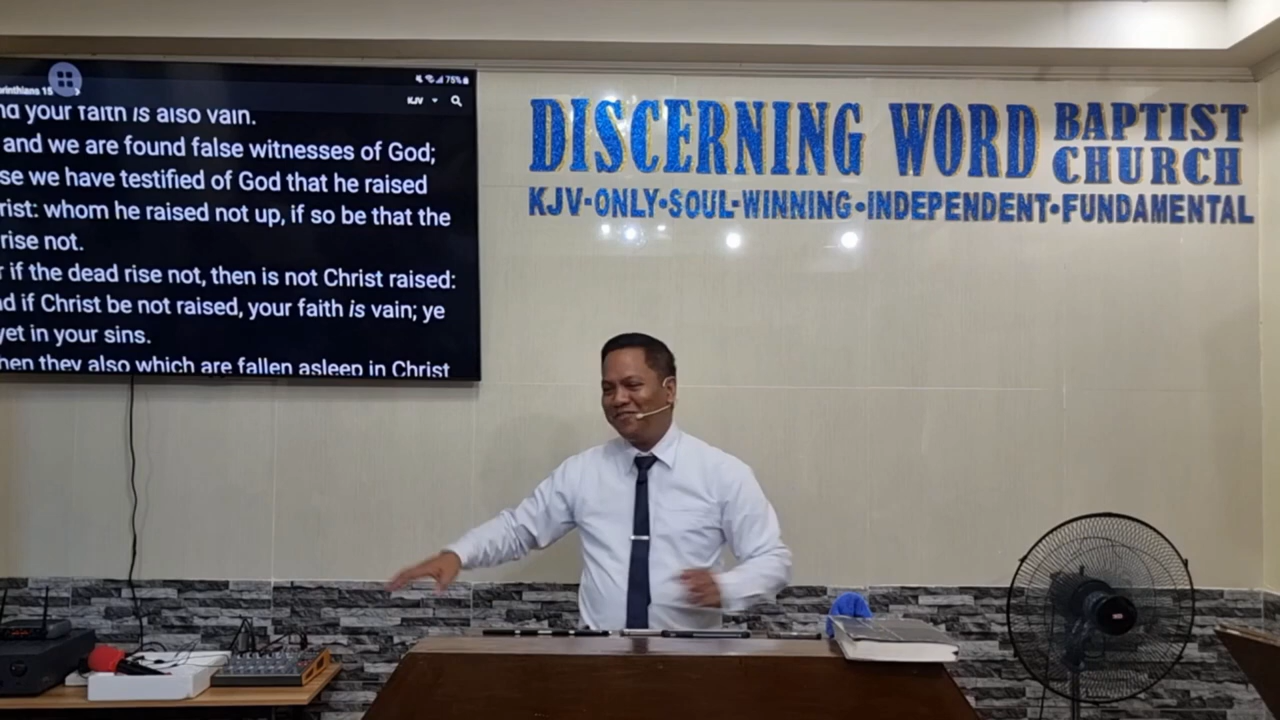 rinthians 15
75%
KJV
nd your faith is also vain.
and we are found false witnesses of God;
se we have testified of God that he raised
rist: whom he raised not up, if so be that the
rise not.
r if the dead rise not, then is not Christ raised:
nd if Christ be not raised, your faith is vain; ye
yet in your sins.
hen they also which are fallen asleep in Christ
DISCERNING WORD BAPTIST CHURCH
KJV-ONLY•SOUL-WINNING•INDEPENDENT•FUNDAMENTAL